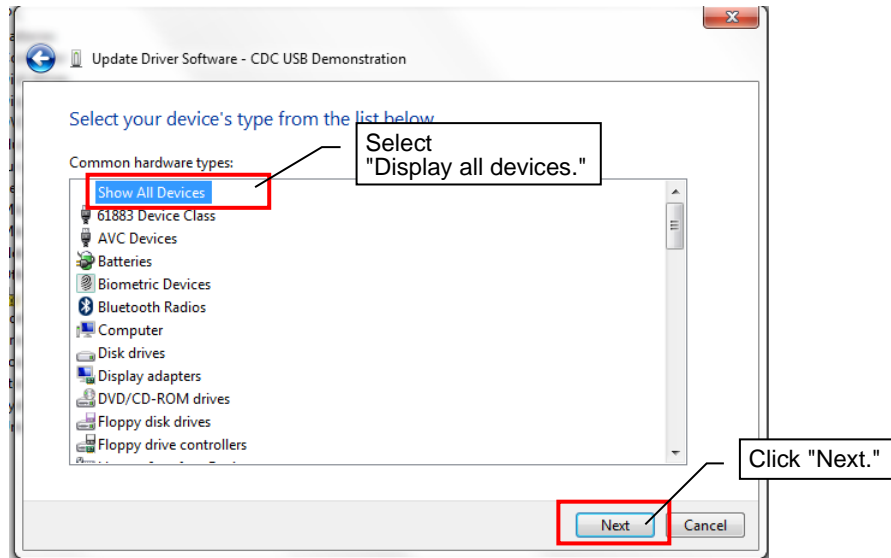 Update Driver Software - CDC USB Demonstration
Select your device's type from the list below.
Select
"Display all devices."
Common hardware types:
Show All Devices
61883 Device Class
AVC Devices
Batteries
Biometric Devices
Bluetooth Radios
Computer
Disk drives
Display adapters
DVD/CD-ROM drives
Floppy disk drives
Floppy drive controllers
Click "Next."
Next
Cancel